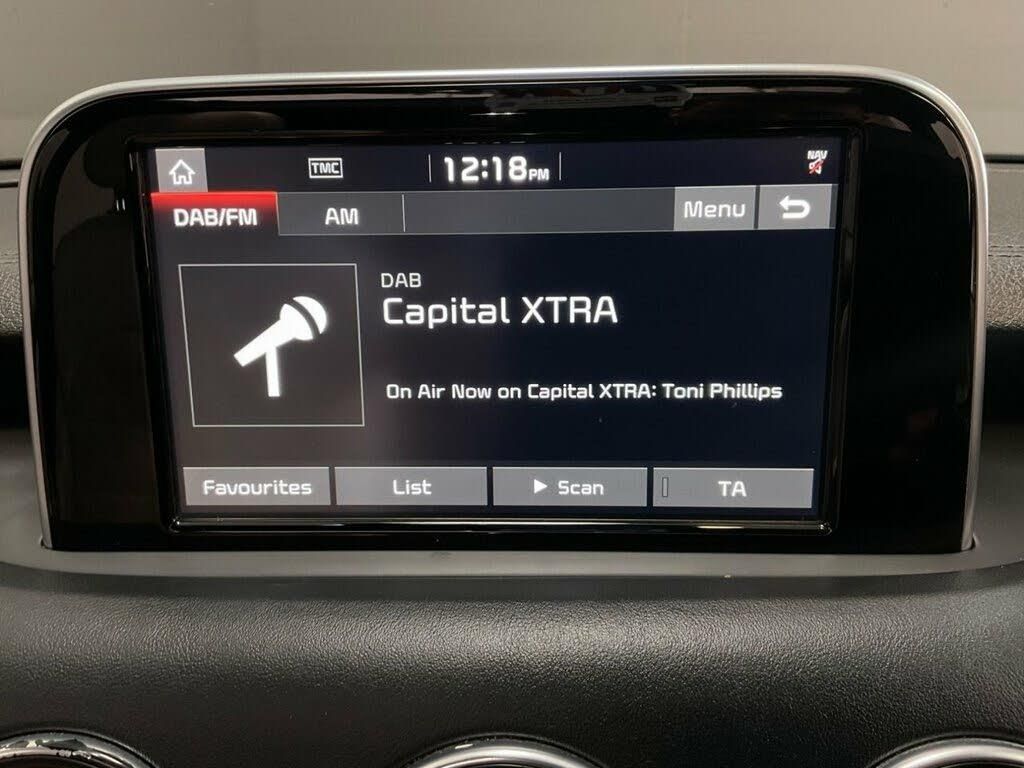 TMC
12:18PM
NAV
DAB/FM
AM
Menu
DAB
Capital XTRA
On Air Now on Capital XTRA: Toni Phillips
Favourites
List
Scan
TA